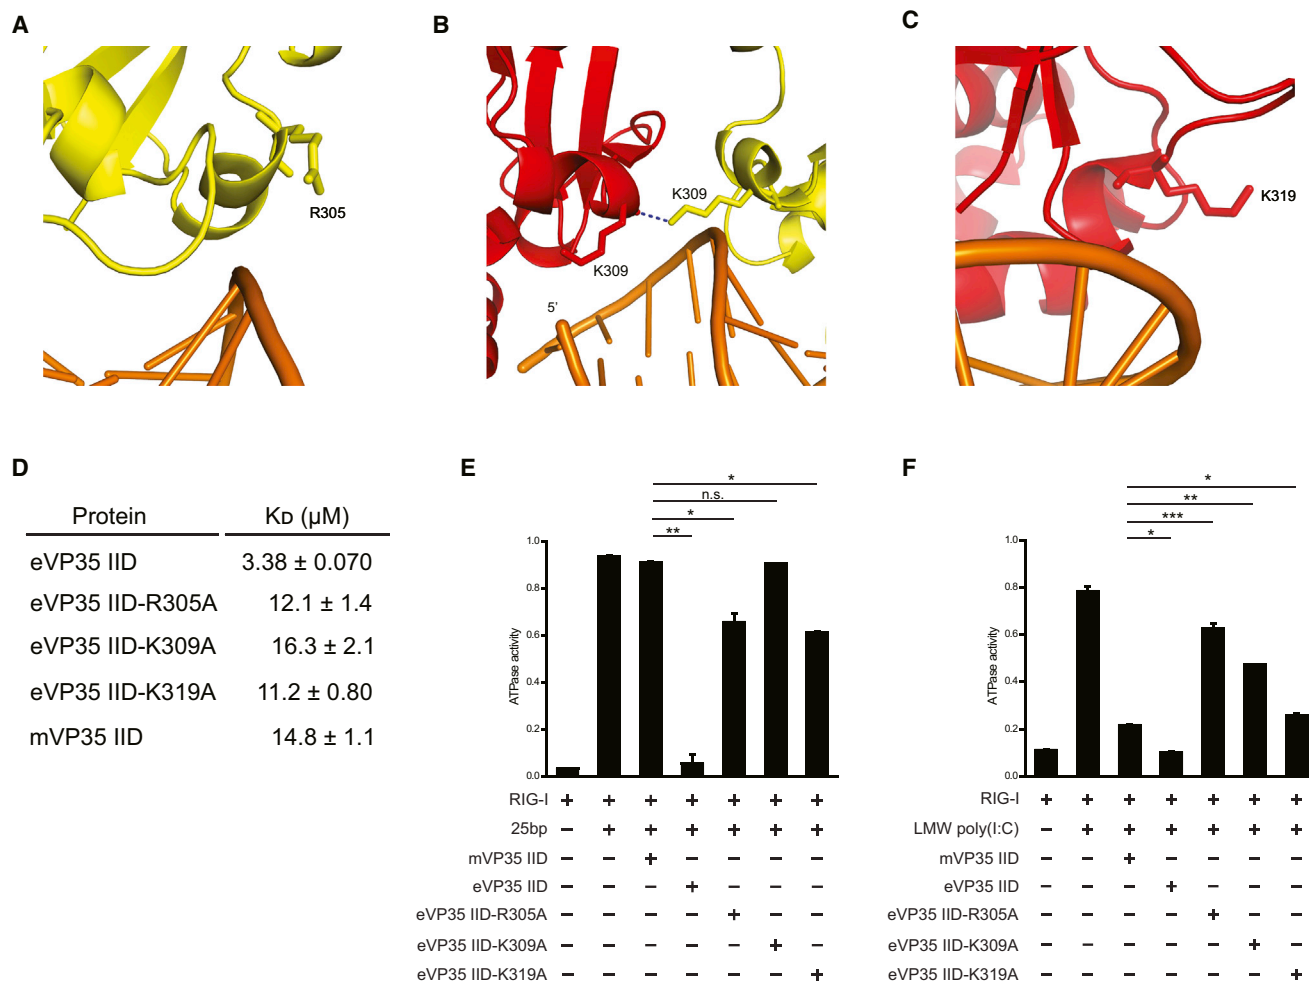 A
B
C
R305
K309
K309
5'
K319
D
Protein KD (µM)
eVP35 IID 3.38 ± 0.070
eVP35 IID-R305A 12.1 ± 1.4
eVP35 IID-K309A 16.3 ± 2.1
eVP35 IID-K319A 11.2 ± 0.80
mVP35 IID 14.8 ± 1.1
E
*
n.s.
*
**
1.0
0.8
0.6
0.4
0.2
0.0
ATPase activity
RIG-I + + + + + + +
25bp − + + + + + +
mVP35 IID − − + − − − −
eVP35 IID − − − + − − −
eVP35 IID-R305A − − − − + − −
eVP35 IID-K309A − − − − − + −
eVP35 IID-K319A − − − − − − +
F
*
**
***
*
1.0
0.8
0.6
0.4
0.2
0.0
ATPase activity
RIG-I + + + + + + +
LMW poly(I:C) − + + + + + +
mVP35 IID − − + − − − −
eVP35 IID − − − + − − −
eVP35 IID-R305A − − − − + − −
eVP35 IID-K309A − − − − − + −
eVP35 IID-K319A − − − − − − +